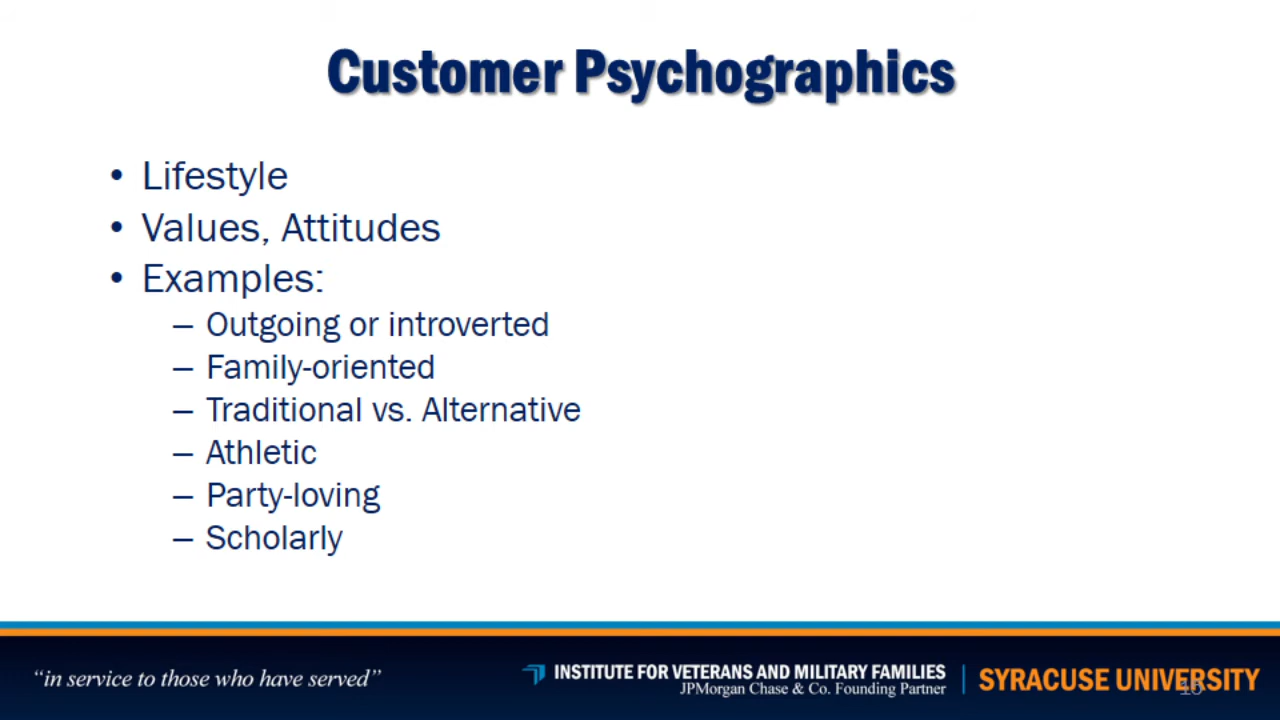 Customer Psychographics
• Lifestyle
• Values, Attitudes
• Examples:
– Outgoing or introverted
– Family-oriented
– Traditional vs. Alternative
– Athletic
– Party-loving
– Scholarly
“in service to those who have served”
INSTITUTE FOR VETERANS AND MILITARY FAMILIES
JPMorgan Chase & Co. Founding Partner
SYRACUSE UNIVERSITY